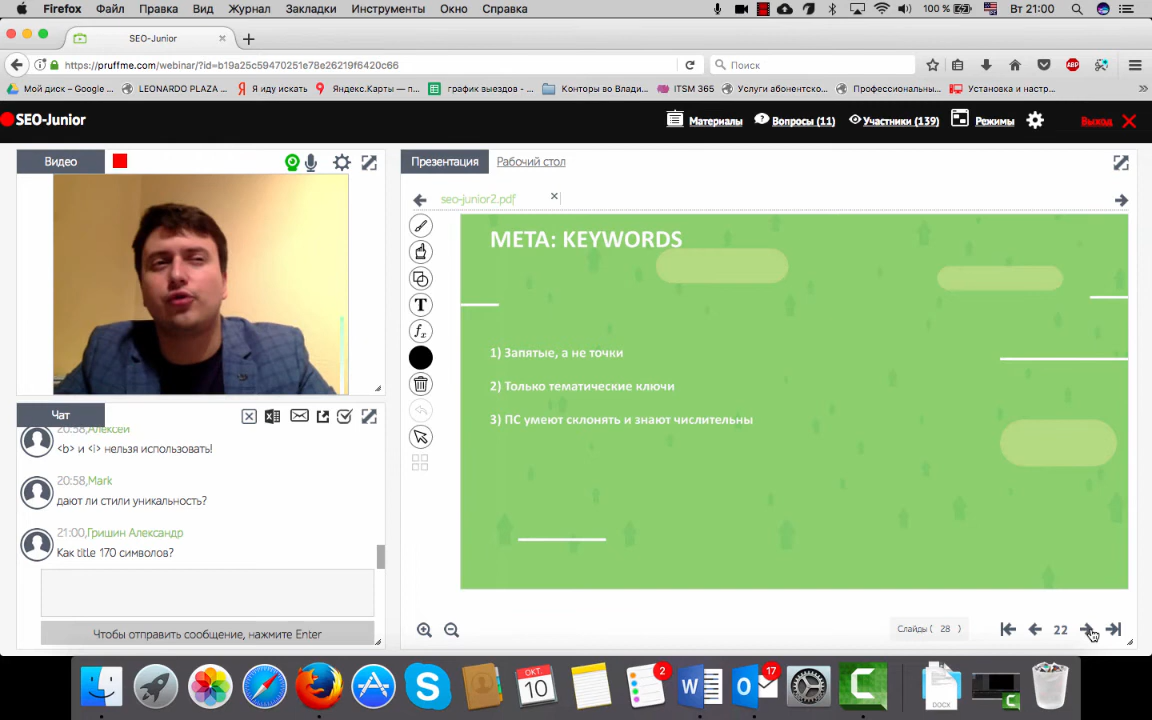 Firefox Файл Правка Вид Журнал Закладки Инструменты Окно Справка 100 % Вт 21:00
SEO-Junior
https://pruffme.com/webinar/?id=b19a25c59470251e78e26219f6420c66 Поиск
Мой диск – Google ... LEONARDO PLAZA ... Я иду искать Яндекс.Карты — п... график выездов - ... Конторы во Влади... ITSM 365 Услуги абонентско... Профессиональны... Установка и настр...
SEO-Junior Материалы Вопросы (11) Участники (139) Режимы Выход
Видео
Презентация Рабочий стол
seo-junior2.pdf
META: KEYWORDS
1) Запятые, а не точки
2) Только тематические ключи
3) ПС умеют склонять и знают числительны
Чат
20:58, Алексей
<b> и <i> нельзя использовать!
20:58, Mark
дают ли стили уникальность?
21:00, Гришин Александр
Как title 170 символов?
Чтобы отправить сообщение, нажмите Enter
Слайды ( 28 ) 22
ОКТ
10
2
17
DOCX